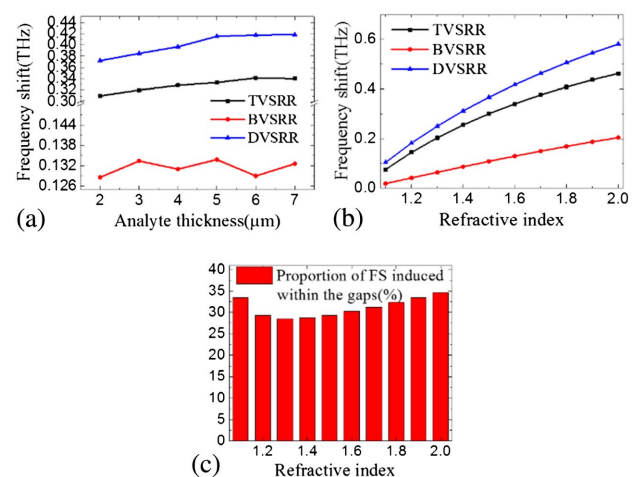 0.44
0.42
0.40
0.38
0.36
0.34
0.32
0.30
0.144
0.138
0.132
0.126
Frequency shift(THz)
TVSRR
BVSRR
DVSRR
2 3 4 5 6 7
Analyte thickness(μm)
(a)
0.6
0.4
0.2
0.0
Frequency shift(THz)
TVSRR
BVSRR
DVSRR
1.2 1.4 1.6 1.8 2.0
Refractive index
(b)
40
35
30
25
20
15
10
5
0
Proportion of FS induced
within the gaps(%)
1.2 1.4 1.6 1.8 2.0
Refractive index
(c)